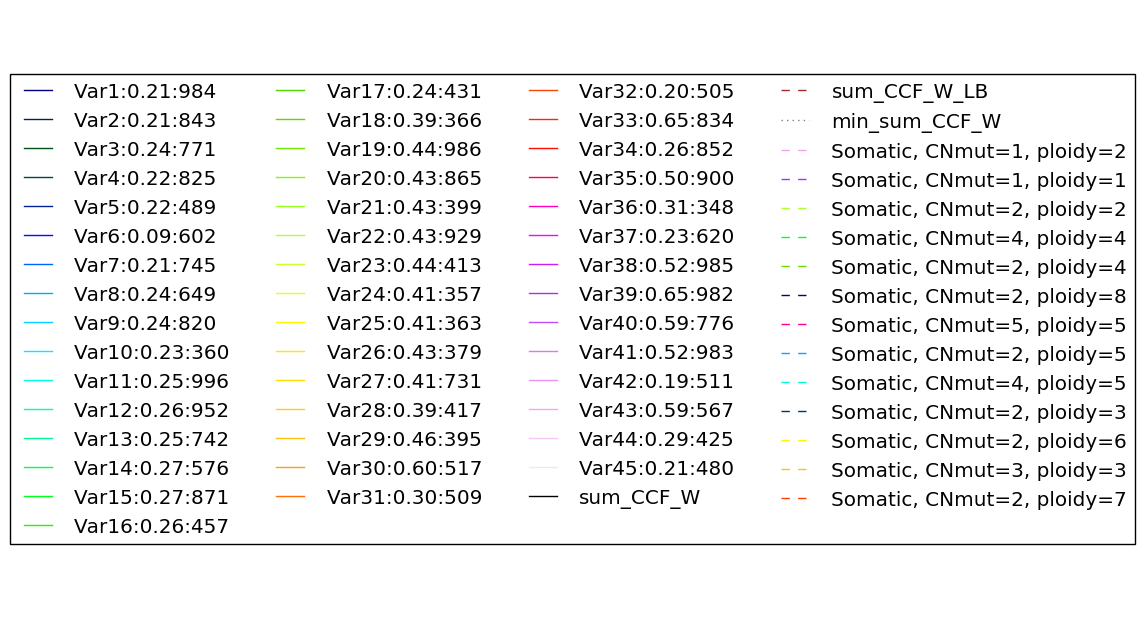 Var1:0.21:984
Var2:0.21:843
Var3:0.24:771
Var4:0.22:825
Var5:0.22:489
Var6:0.09:602
Var7:0.21:745
Var8:0.24:649
Var9:0.24:820
Var10:0.23:360
Var11:0.25:996
Var12:0.26:952
Var13:0.25:742
Var14:0.27:576
Var15:0.27:871
Var16:0.26:457
Var17:0.24:431
Var18:0.39:366
Var19:0.44:986
Var20:0.43:865
Var21:0.43:399
Var22:0.43:929
Var23:0.44:413
Var24:0.41:357
Var25:0.41:363
Var26:0.43:379
Var27:0.41:731
Var28:0.39:417
Var29:0.46:395
Var30:0.60:517
Var31:0.30:509
Var32:0.20:505
Var33:0.65:834
Var34:0.26:852
Var35:0.50:900
Var36:0.31:348
Var37:0.23:620
Var38:0.52:985
Var39:0.65:982
Var40:0.59:776
Var41:0.52:983
Var42:0.19:511
Var43:0.59:567
Var44:0.29:425
Var45:0.21:480
sum_CCF_W
sum_CCF_W_LB
min_sum_CCF_W
Somatic, CNmut=1, ploidy=2
Somatic, CNmut=1, ploidy=1
Somatic, CNmut=2, ploidy=2
Somatic, CNmut=4, ploidy=4
Somatic, CNmut=2, ploidy=4
Somatic, CNmut=2, ploidy=8
Somatic, CNmut=5, ploidy=5
Somatic, CNmut=2, ploidy=5
Somatic, CNmut=4, ploidy=5
Somatic, CNmut=2, ploidy=3
Somatic, CNmut=2, ploidy=6
Somatic, CNmut=3, ploidy=3
Somatic, CNmut=2, ploidy=7